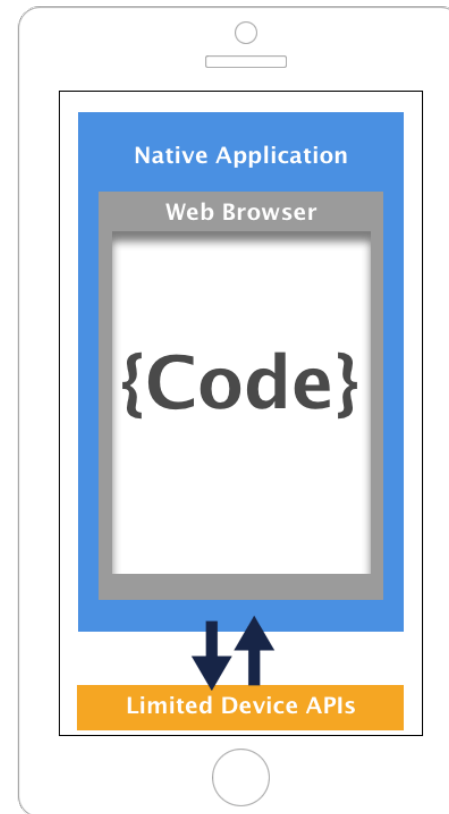 Native Application
Web Browser
{Code}
Limited Device APIs